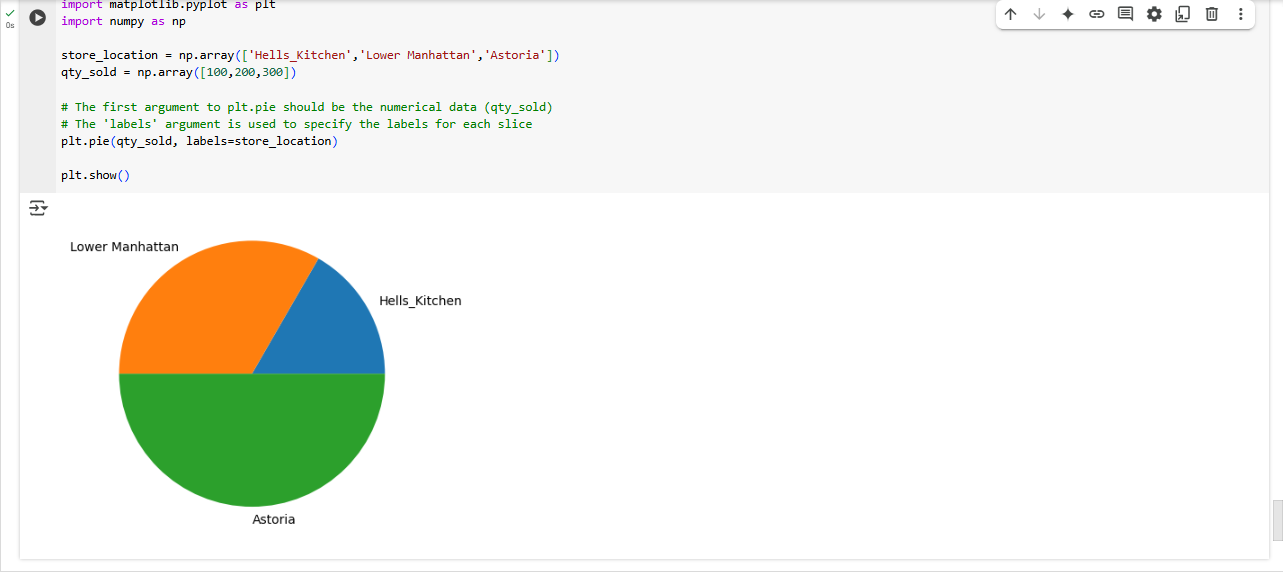 import matplotlib.pyplot as plt
import numpy as np
0s
store_location = np.array(['Hells_Kitchen','Lower Manhattan','Astoria'])
qty_sold = np.array([100,200,300])
# The first argument to plt.pie should be the numerical data (qty_sold)
# The 'labels' argument is used to specify the labels for each slice
plt.pie(qty_sold, labels=store_location)
plt.show()
Lower Manhattan
Hells_Kitchen
Astoria